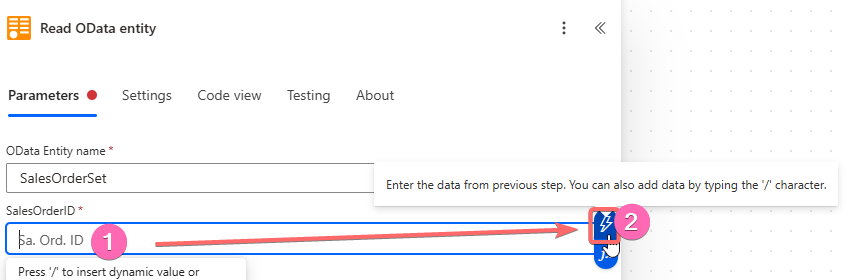 Read OData entity
Parameters Settings Code view Testing About
OData Entity name *
SalesOrderSet
Enter the data from previous step. You can also add data by typing the '/' character.
SalesOrderID *
Sa. Ord. ID
1
2
Press '/' to insert dynamic value or